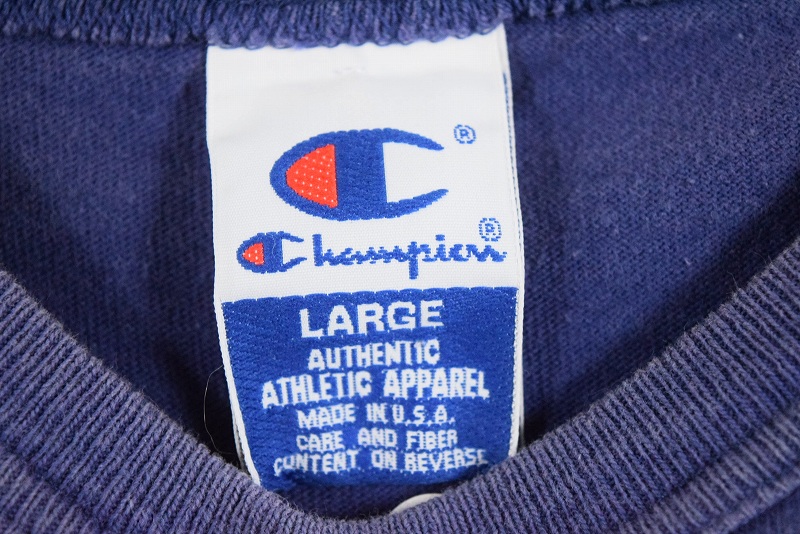 ®
Champion®
LARGE
AUTHENTIC
ATHLETIC APPAREL
MADE IN U.S.A.
CARE AND FIBER
CONTENT ON REVERSE